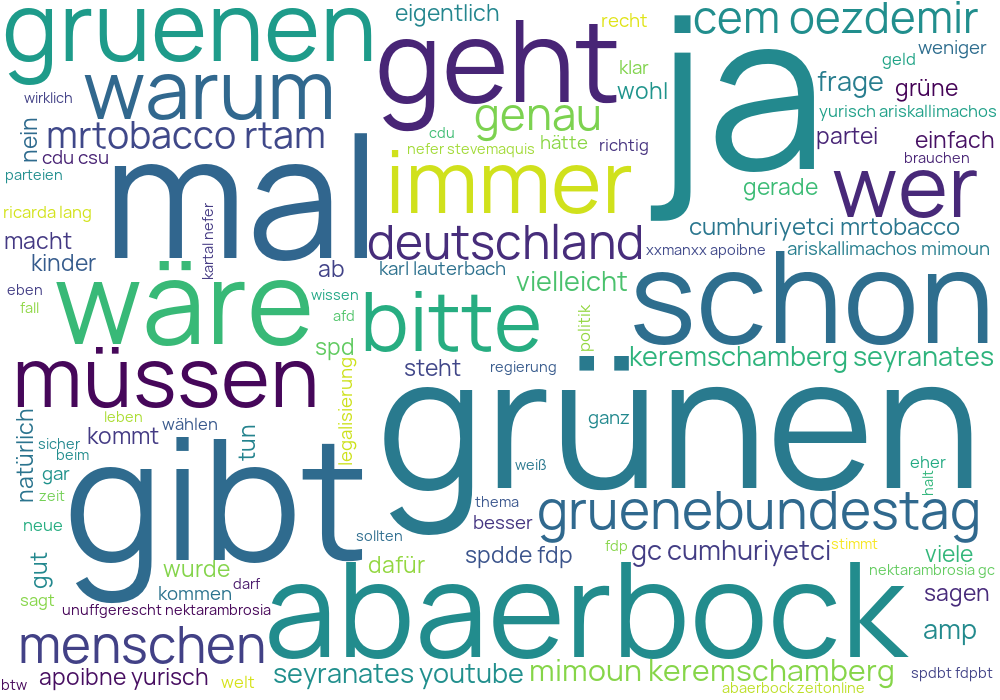 gruenen
eigentlich
recht
cem oezdemir
geht
ja
weniger
geld
klar
wohl
frage
grüne
wirklich
warum
genau
yurisch ariskallimachos
nein
mrtobacco rtam
cdu
nefer stevemaquis
hätte
richtig
partei
einfach
cdu csu
brauchen
parteien
mal
immer
gerade
wer
ricarda lang
kartal nefer
macht
deutschland
cumhuriyetci mrtobacco
xxmanxx apoibne
ariskallimachos mimoun
kinder
ab
karl lauterbach
vielleicht
schon
eben
fall
wäre
wissen
afd
bitte
politik
spd
keremschamberg seyranates
müssen
legalisierung
steht
regierung
grünen
leben
wählen
ganz
natürlich
kommt
tun
sicher
beim
gibt
gar
weiß
eher
halt
zeit
thema
neue
besser
gruenebundestag
sollten
spdde fdp
fdp
gc cumhuriyetci
stimmt
viele
gut
wurde
dafür
nektarambrosia gc
darf
kommen
sagt
abaerbock
sagen
unuffgerescht nektarambrosia
menschen
amp
btw
apoibne yurisch
welt
seyranates youtube
mimoun keremschamberg
spdbt fdpbt
abaerbock zeitonline